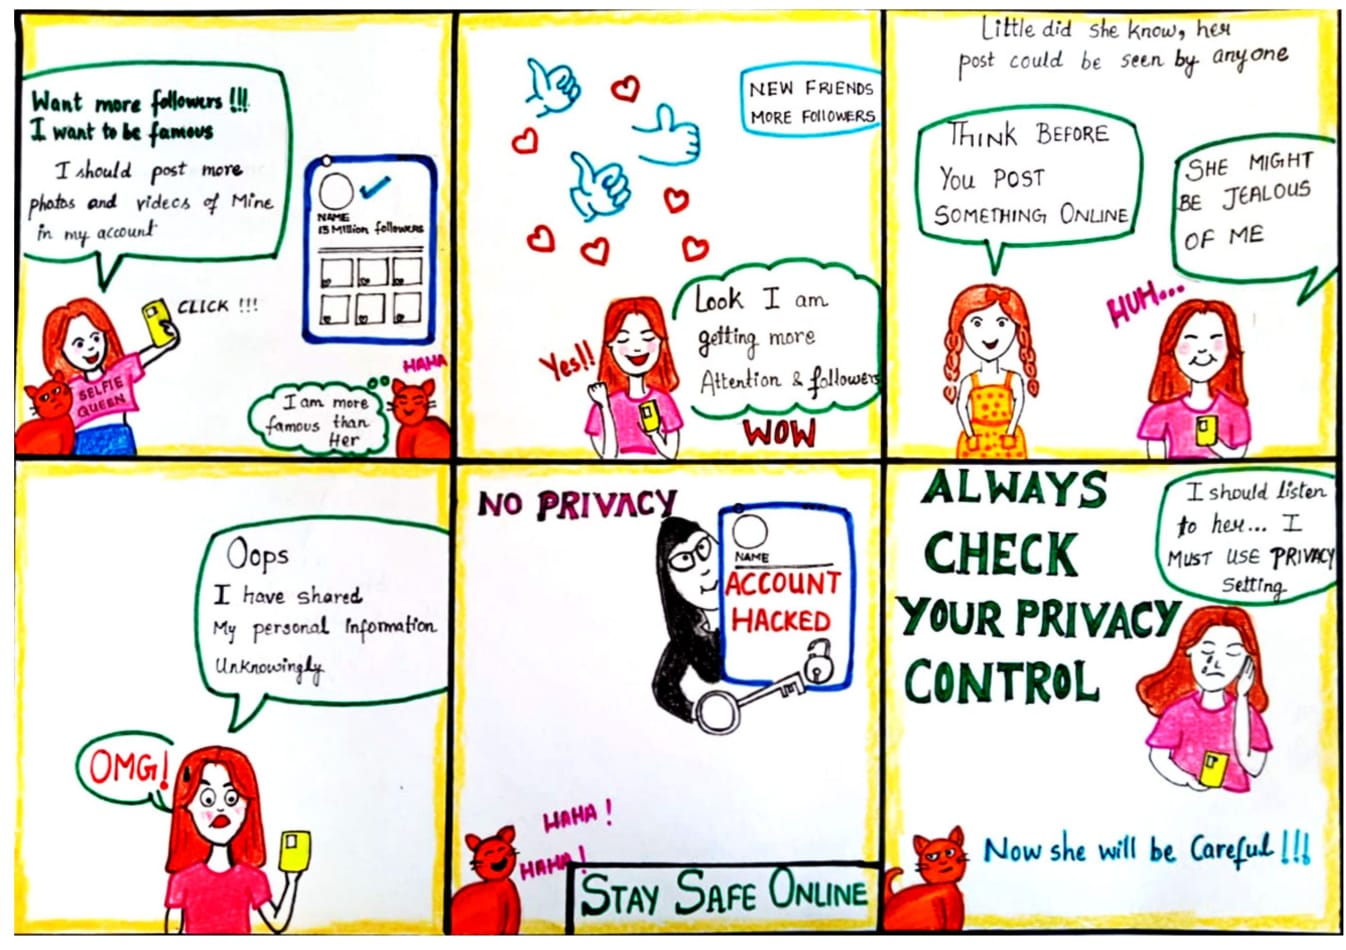 Want more followers !!!
I want to be famous
I should post more
photos and videos of Mine
in my account
NAME
15 Million followers
CLICK !!!
SELFIE
QUEEN
HAHA
I am more
famous than
Her
NEW FRIENDS
MORE FOLLOWERS
Look I am
getting more
Attention & followers
Yes!!
WOW
Little did she know, her
post could be seen by anyone
THINK BEFORE
YOU POST
SOMETHING ONLINE
SHE MIGHT
BE JEALOUS
OF ME
HUH...
Oops
I have shared
My personal Information
Unknowingly
OMG!
NO PRIVACY
NAME
ACCOUNT
HACKED
HAHA !
HAHA !
STAY SAFE ONLINE
ALWAYS
CHECK
YOUR PRIVACY
CONTROL
I should listen
to her... I
MUST USE PRIVACY
Setting
Now she will be Careful !!!